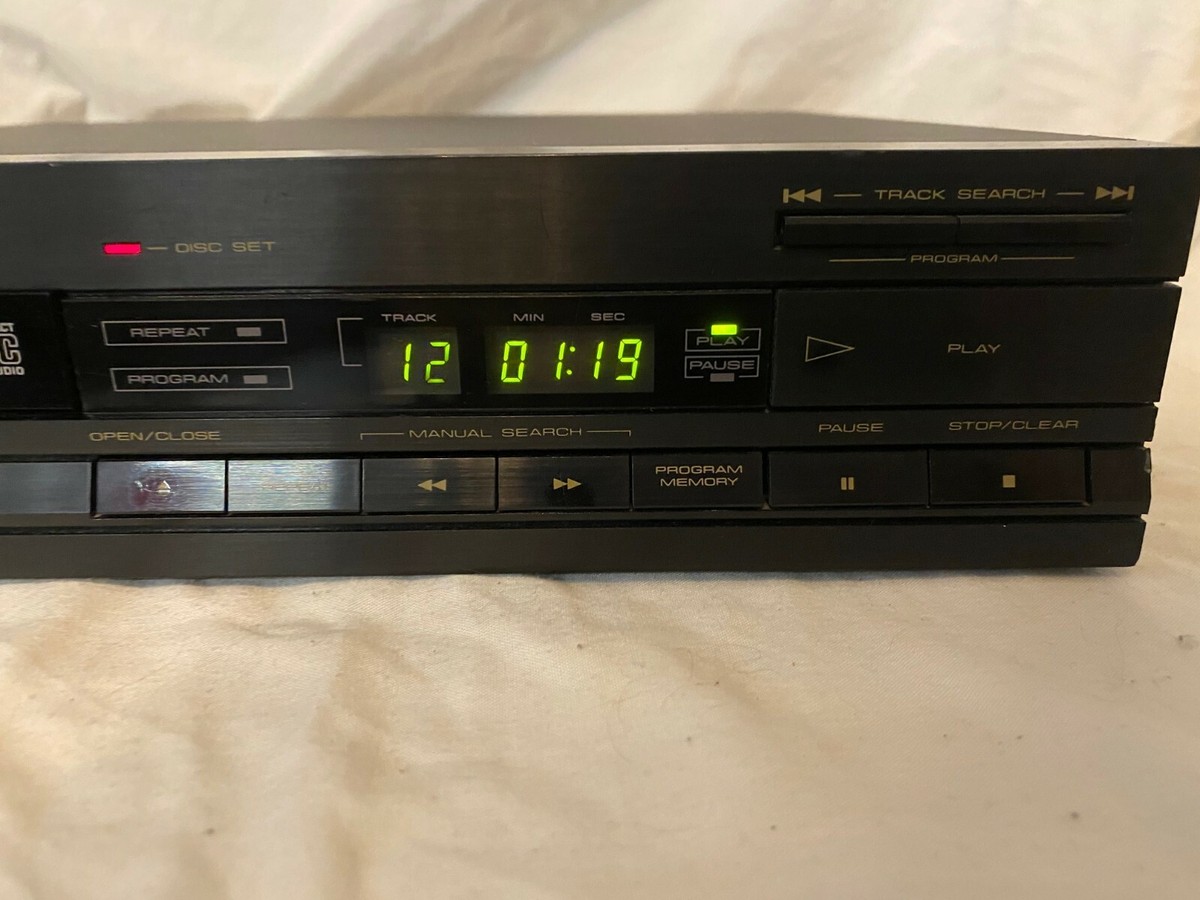 TRACK SEARCH
DISC SET
PROGRAM
TRACK MIN SEC
REPEAT
12 01:19
PLAY
PAUSE
PROGRAM
PLAY
OPEN/CLOSE
MANUAL SEARCH
PAUSE
STOP/CLEAR
PROGRAM
MEMORY